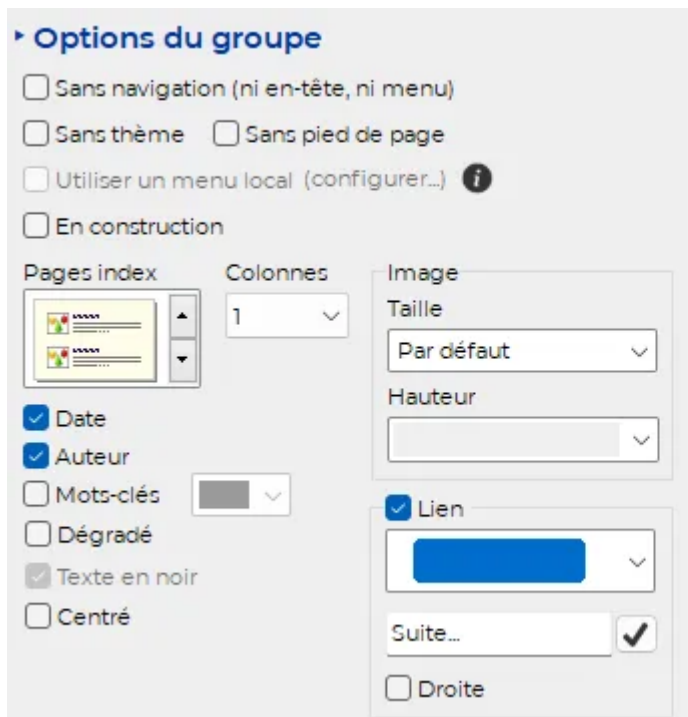 Options du groupe
Sans navigation (ni en-tête, ni menu)
Sans thème Sans pied de page
Utiliser un menu local (configurer...)
En construction
Pages index Colonnes Image
1 Taille
Par défaut
Hauteur
Date
Auteur
Mots-clés
Lien
Dégradé
Texte en noir
Centré
Suite...
Droite